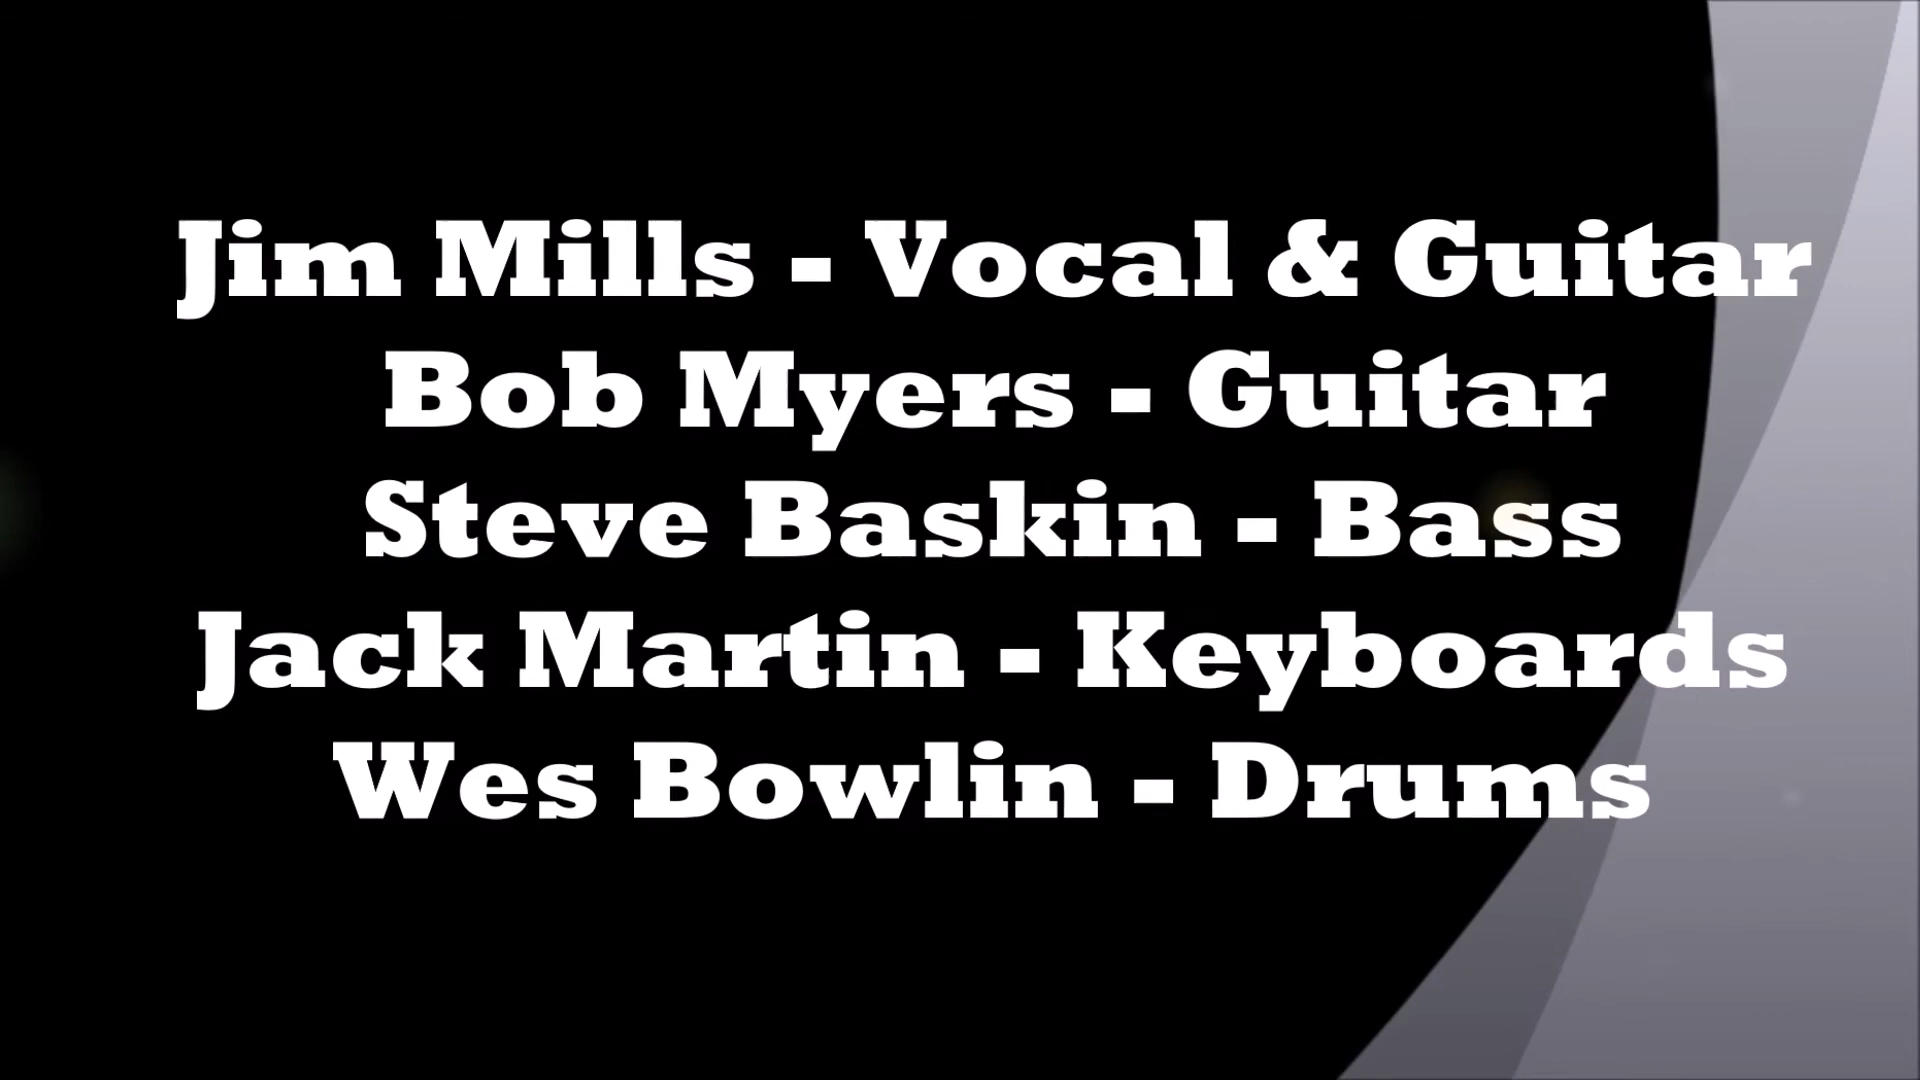 Jim Mills - Vocal & Guitar
Bob Myers - Guitar
Steve Baskin - Bass
Jack Martin - Keyboards
Wes Bowlin - Drums